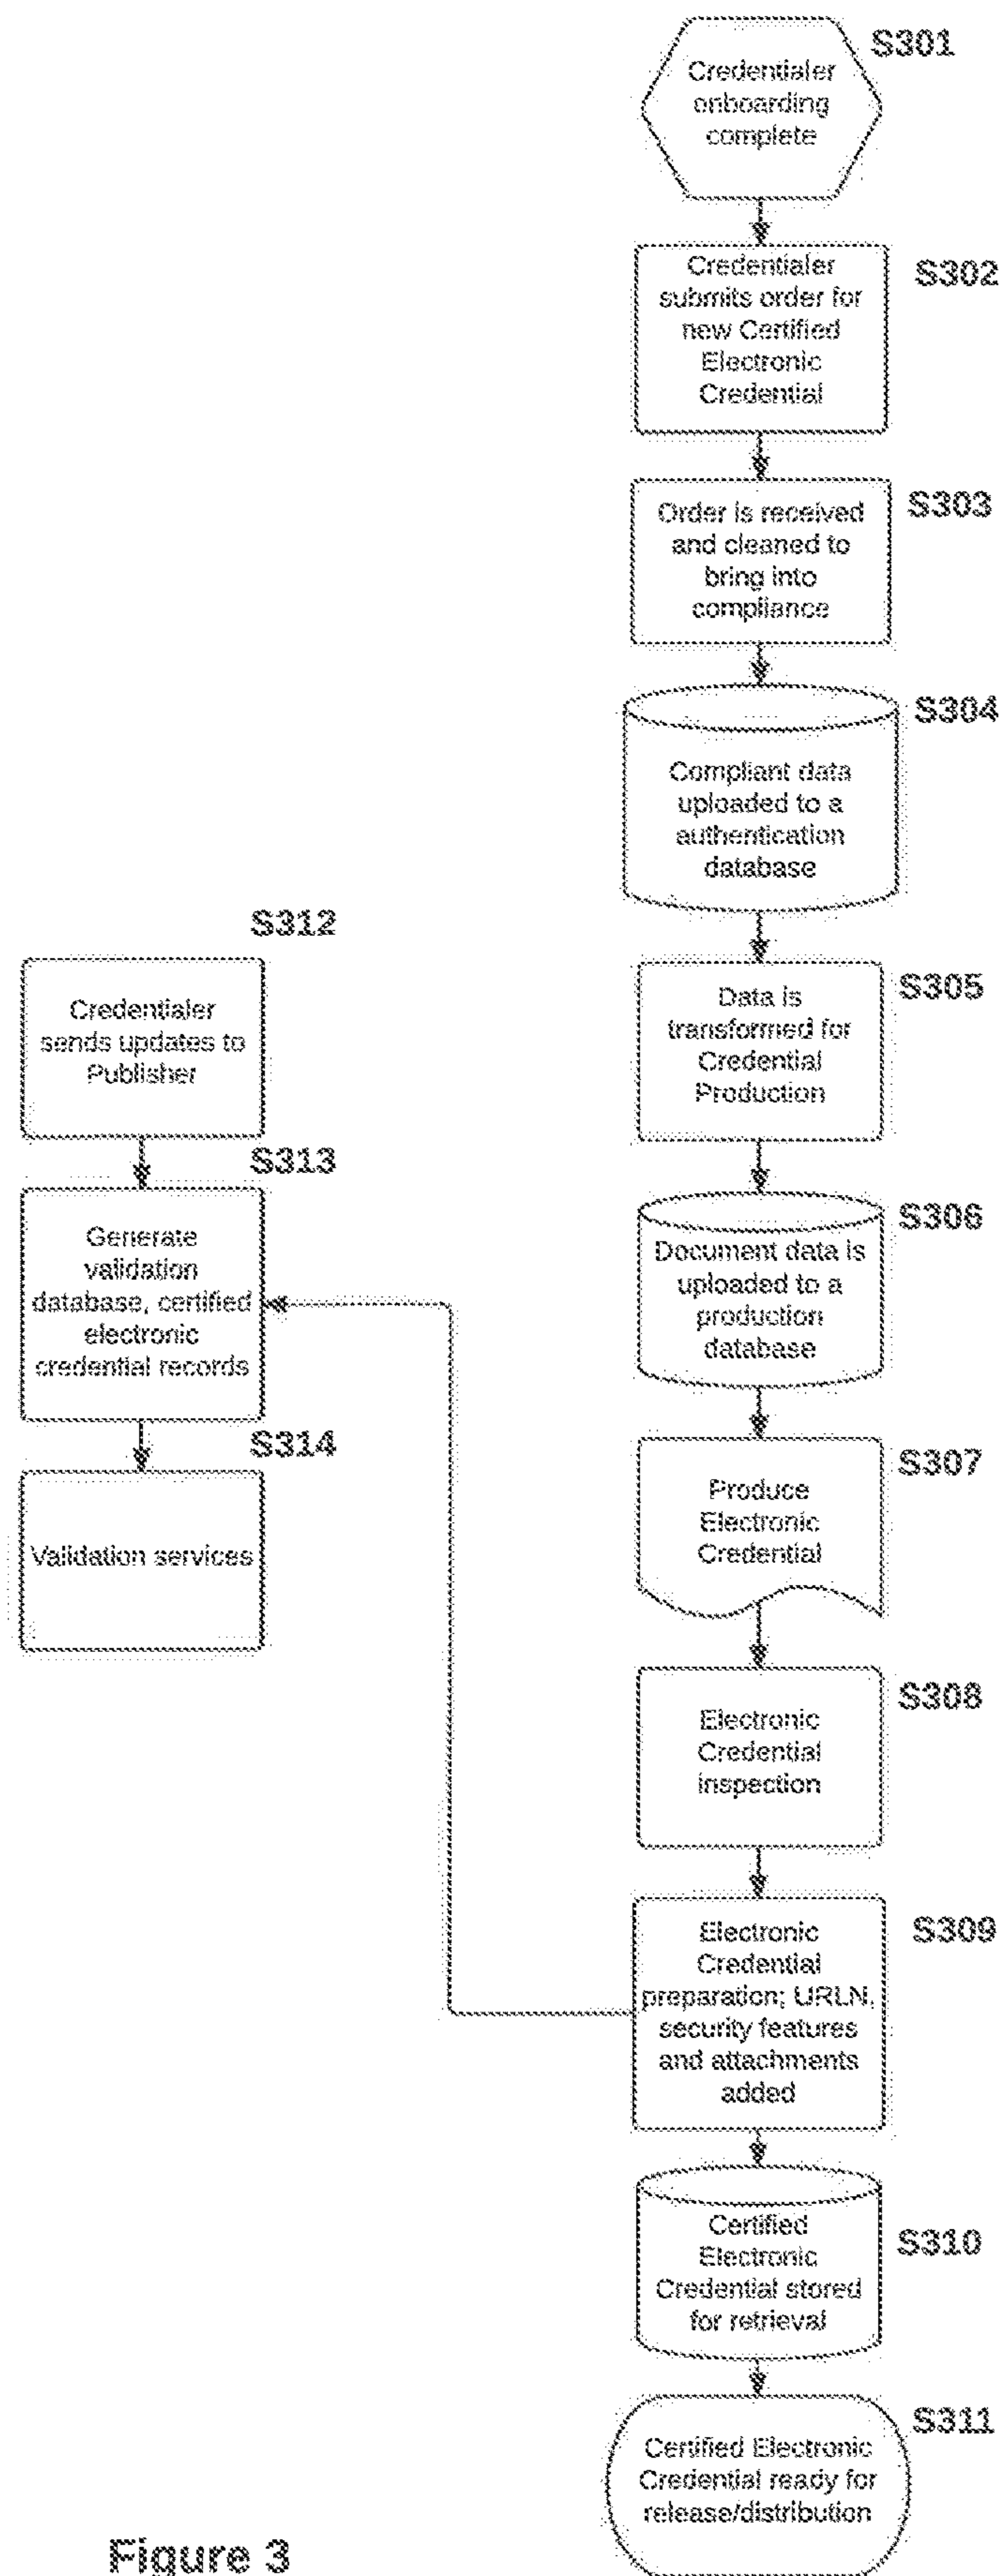 S301
Credentialer
onboarding
complete
S302
Credentialer
submits order for
new Certified
Electronic
Credential
S303
Order is received
and cleaned to
bring into
compliance
S304
Compliant data
uploaded to a
authentication
database
S305
Data is
transformed for
Credential
Production
S306
Document data is
uploaded to a
production
database
S307
Produce
Electronic
Credential
S308
Electronic
Credential
inspection
S309
Electronic
Credential
preparation; URLN,
security features
and attachments
added
S310
Certified
Electronic
Credential stored
for retrieval
S311
Certified Electronic
Credential ready for
release/distribution
S312
Credentialer
sends updates to
Publisher
S313
Generate
validation
database, certified
electronic
credential records
S314
Validation services
Figure 3